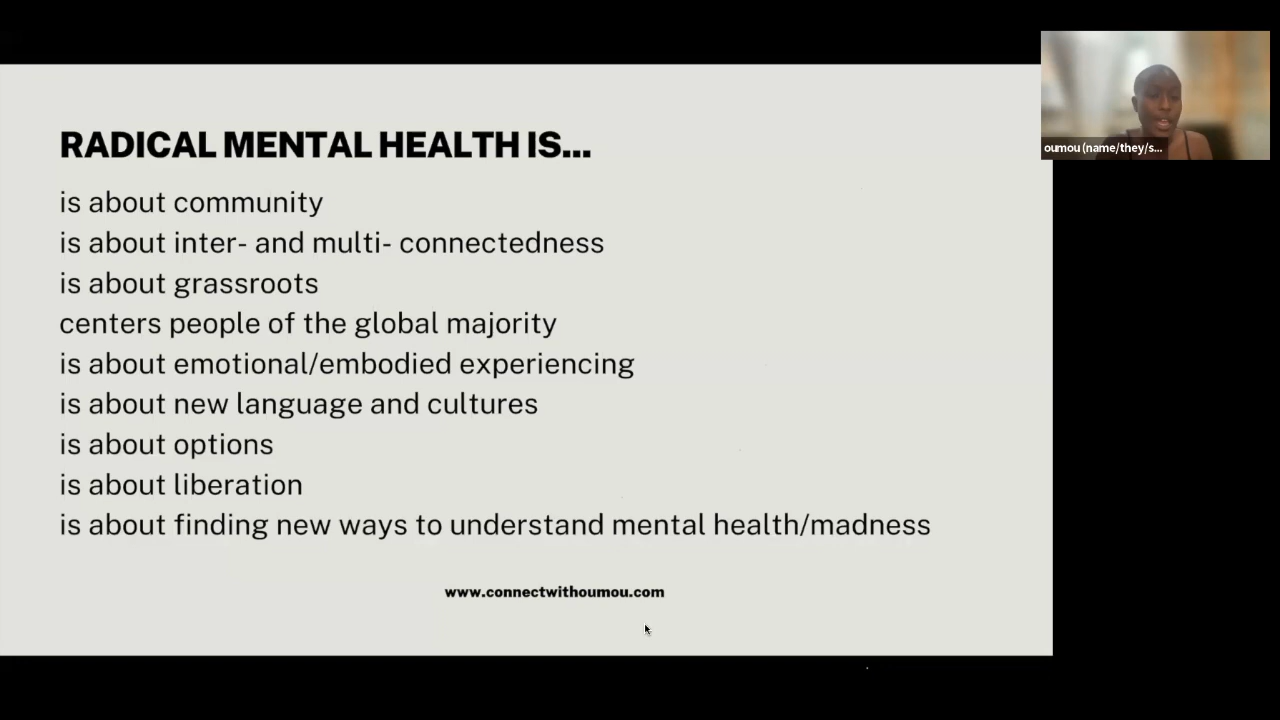 RADICAL MENTAL HEALTH IS...
is about community
is about inter- and multi- connectedness
is about grassroots
centers people of the global majority
is about emotional/embodied experiencing
is about new language and cultures
is about options
is about liberation
is about finding new ways to understand mental health/madness
www.connectwithoumou.com
oumou (name/they/s...